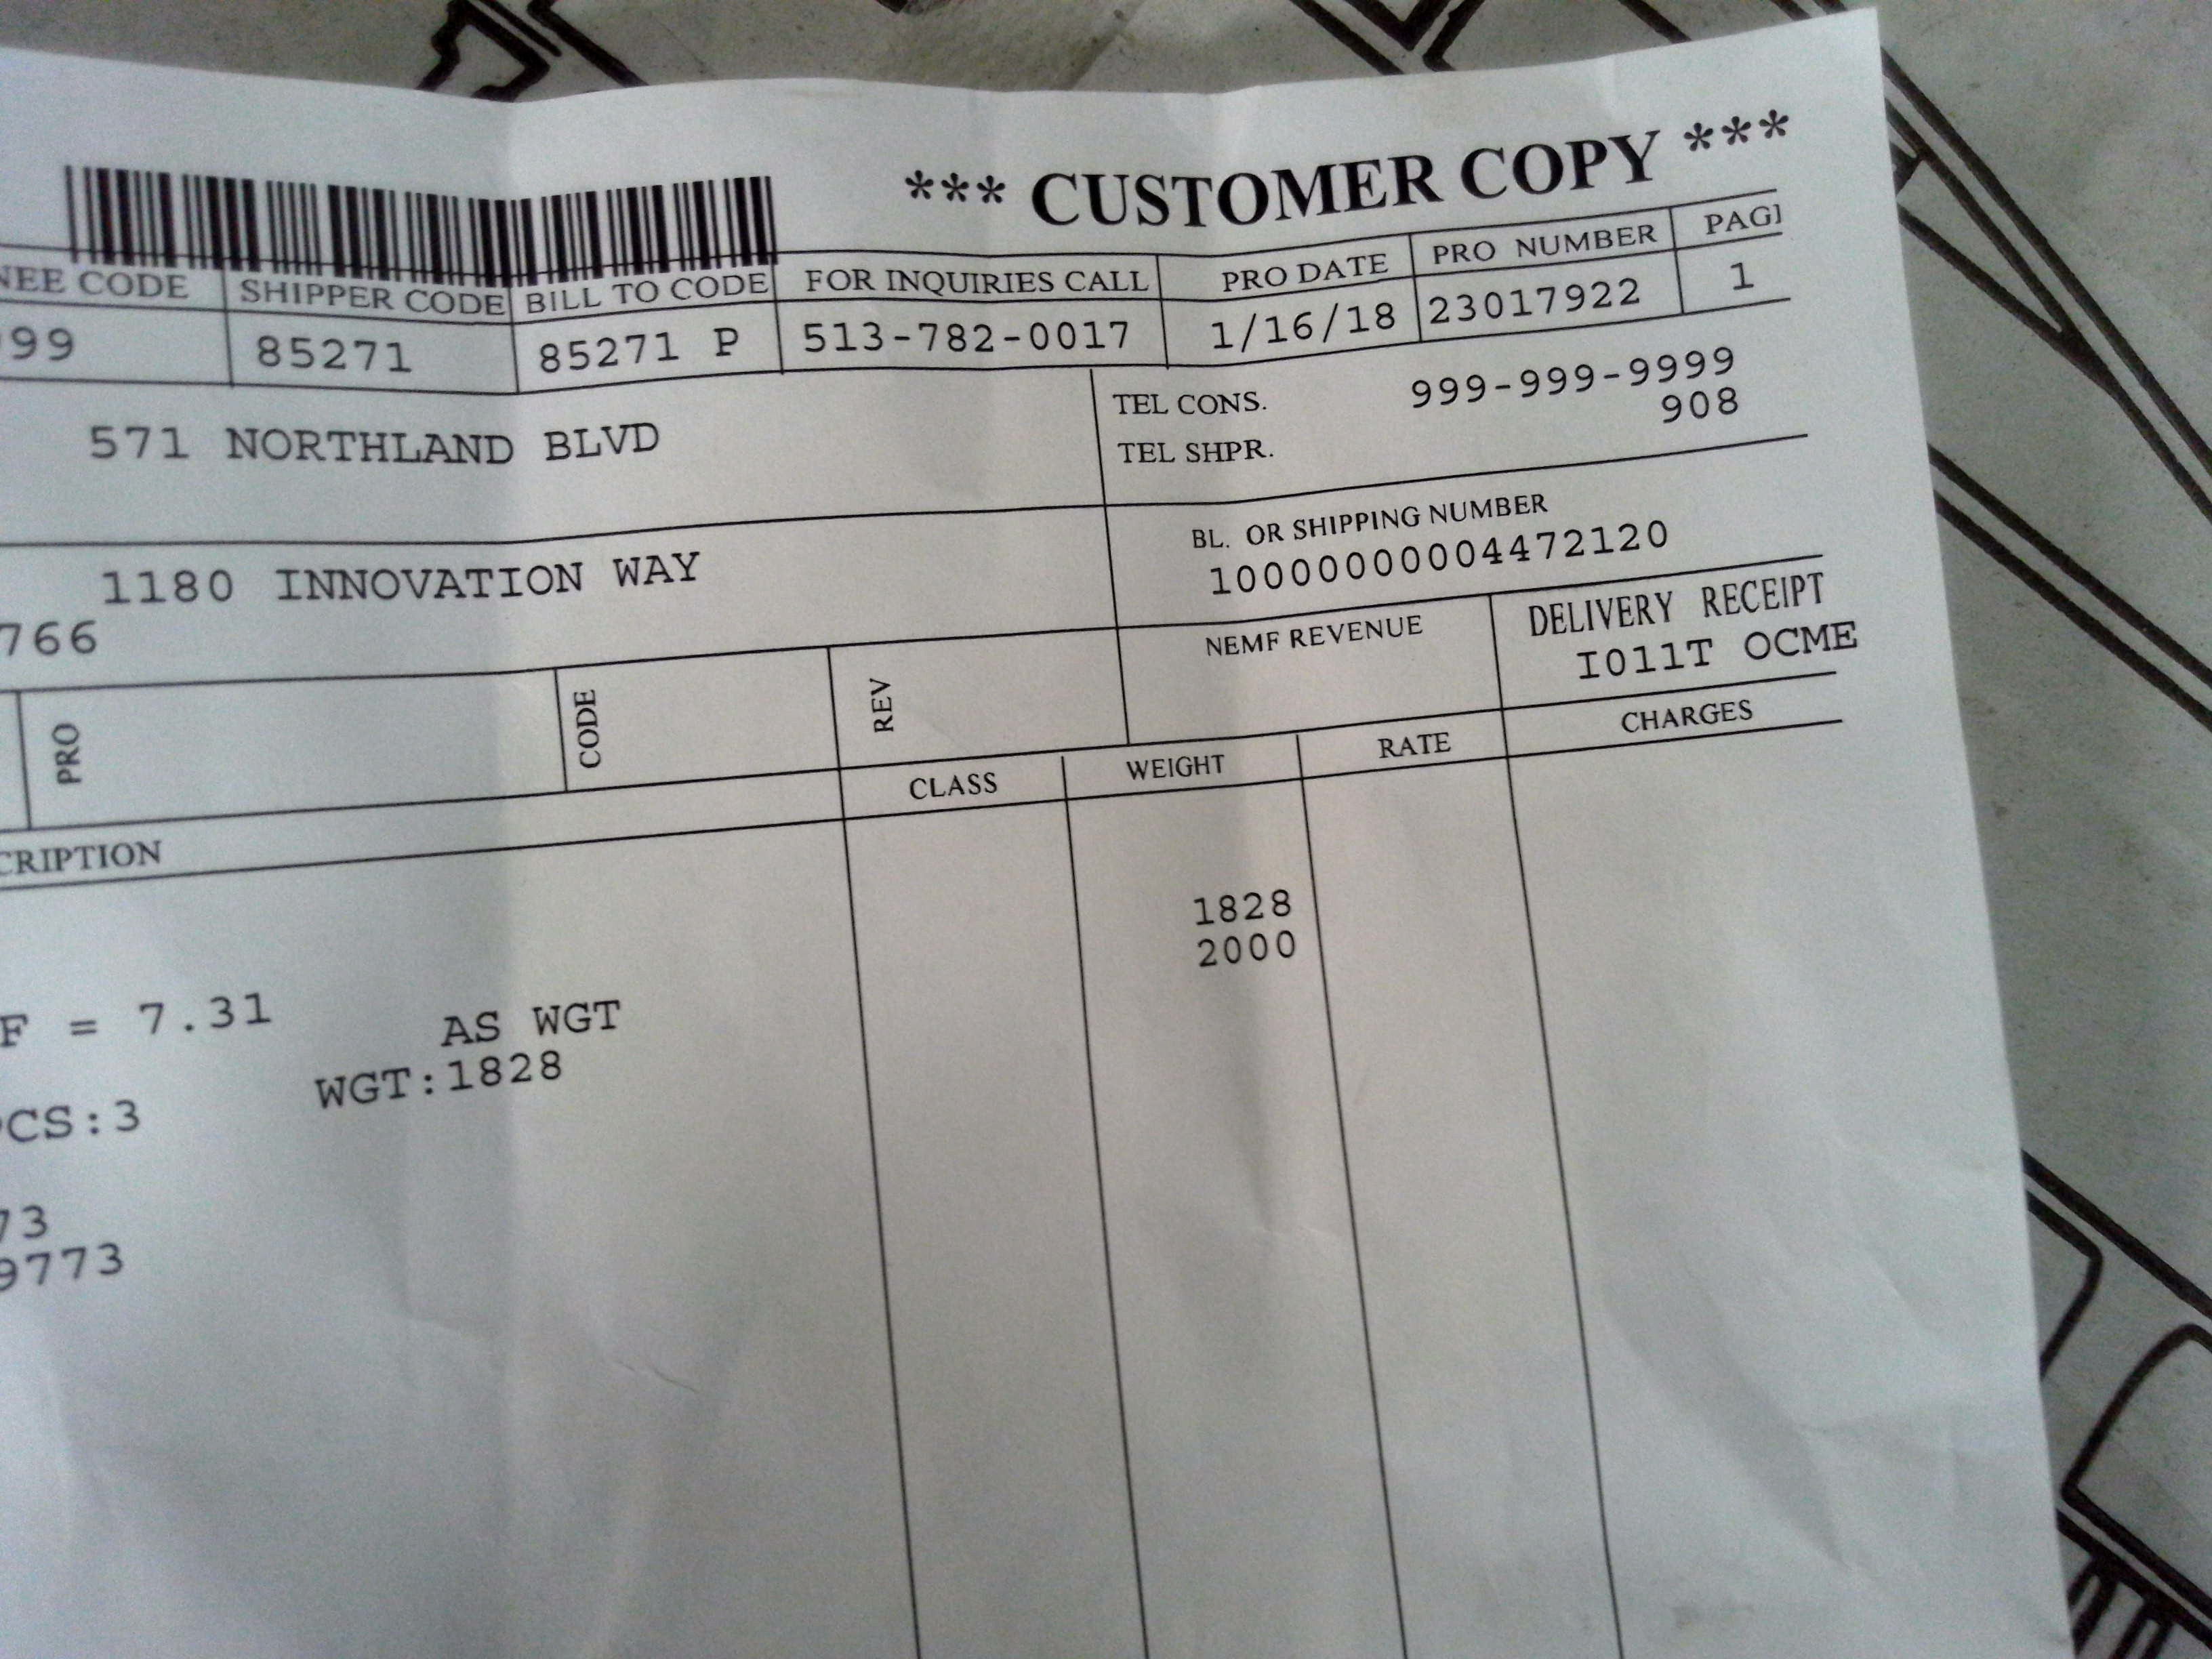 *** CUSTOMER COPY ***
NEE CODE SHIPPER CODE BILL TO CODE FOR INQUIRIES CALL PRO DATE PRO NUMBER PAGE
99 85271 85271 P 513-782-0017 1/16/18 23017922 1
571 NORTHLAND BLVD
TEL CONS. 999-999-9999
TEL SHPR. 908
1180 INNOVATION WAY
766
BL. OR SHIPPING NUMBER
1000000004472120
PRO CODE REV NEMF REVENUE DELIVERY RECEIPT
I011T OCME
CRIPTION CLASS WEIGHT RATE CHARGES
1828
2000
F = 7.31 AS WGT
PCS:3 WGT:1828
73
9773